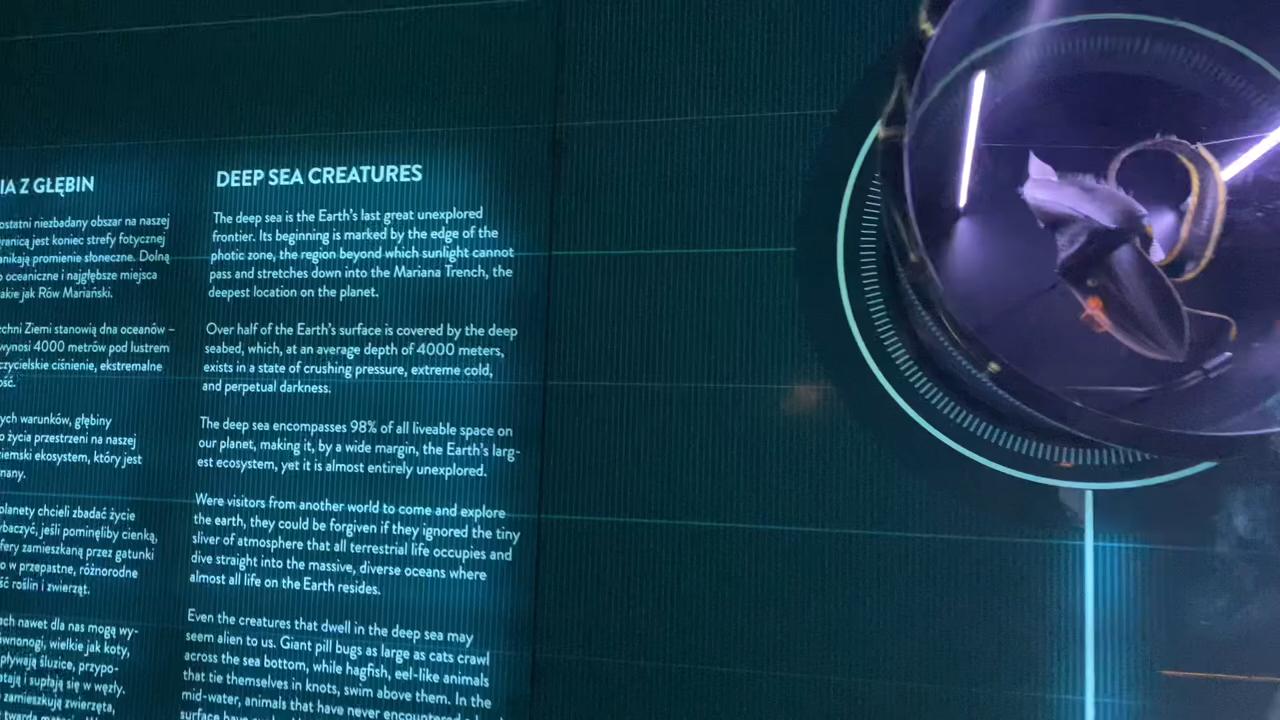 IA Z GŁĘBIN
ostatni niezbadany obszar na naszej
granicą jest koniec strefy fotycznej
anikają promienie słoneczne. Dolną
oceaniczne i najgłębsze miejsca
takie jak Rów Mariański.
echni Ziemi stanowią dna oceanów –
wynosi 4000 metrów pod lustrem
czycielskie ciśnienie, ekstremalne
ość.
ych warunków, głębiny
o życia przestrzeni na naszej
ziemski ekosystem, który jest
nany.
planety chcieli zbadać życie
ybaczyć, jeśli pominęliby cienką,
fery zamieszkaną przez gatunki
o w przepastne, różnorodne
ść roślin i zwierząt.
ach nawet dla nas mogą wy-
ównonogi, wielkie jak koty,
pływają śluzice, przypo-
atają i supłają się w węzły.
zamieszkują zwierzęta,
DEEP SEA CREATURES
The deep sea is the Earth's last great unexplored
frontier. Its beginning is marked by the edge of the
photic zone, the region beyond which sunlight cannot
pass and stretches down into the Mariana Trench, the
deepest location on the planet.
Over half of the Earth's surface is covered by the deep
seabed, which, at an average depth of 4000 meters,
exists in a state of crushing pressure, extreme cold,
and perpetual darkness.
The deep sea encompasses 98% of all liveable space on
our planet, making it, by a wide margin, the Earth's larg-
est ecosystem, yet it is almost entirely unexplored.
Were visitors from another world to come and explore
the earth, they could be forgiven if they ignored the tiny
sliver of atmosphere that all terrestrial life occupies and
dive straight into the massive, diverse oceans where
almost all life on the Earth resides.
Even the creatures that dwell in the deep sea may
seem alien to us. Giant pill bugs as large as cats crawl
across the sea bottom, while hagfish, eel-like animals
that tie themselves in knots, swim above them. In the
mid-water, animals that have never encountered a
surface have